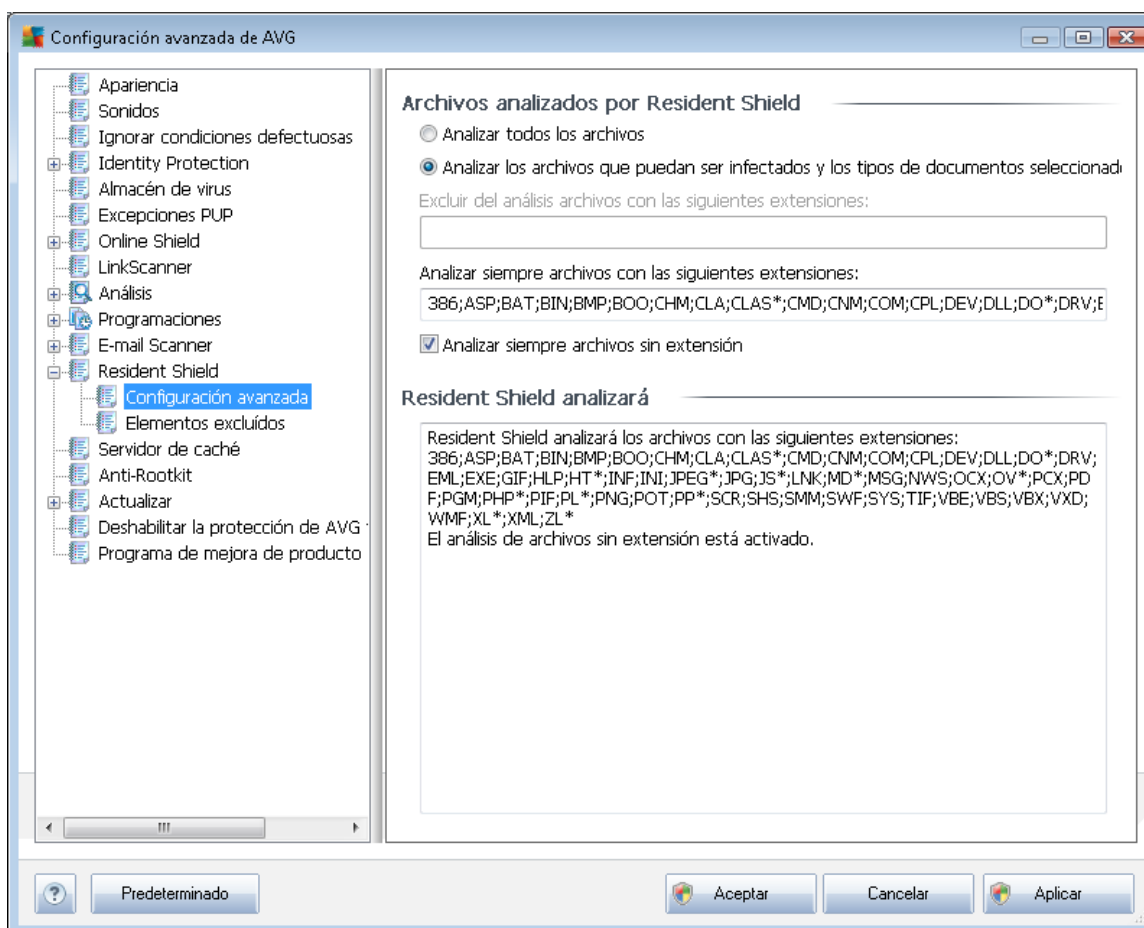 Configuración avanzada de AVG
Apariencia
Sonidos
Ignorar condiciones defectuosas
Identity Protection
Almacén de virus
Excepciones PUP
Online Shield
LinkScanner
Análisis
Programaciones
E-mail Scanner
Resident Shield
Configuración avanzada
Elementos excluídos
Servidor de caché
Anti-Rootkit
Actualizar
Deshabilitar la protección de AVG
Programa de mejora de producto
Archivos analizados por Resident Shield
Analizar todos los archivos
Analizar los archivos que puedan ser infectados y los tipos de documentos seleccionad
Excluir del análisis archivos con las siguientes extensiones:
Analizar siempre archivos con las siguientes extensiones:
386;ASP;BAT;BIN;BMP;BOO;CHM;CLA;CLAS*;CMD;CNM;COM;CPL;DEV;DLL;DO*;DRV;E
Analizar siempre archivos sin extensión
Resident Shield analizará
Resident Shield analizará los archivos con las siguientes extensiones:
386;ASP;BAT;BIN;BMP;BOO;CHM;CLA;CLAS*;CMD;CNM;COM;CPL;DEV;DLL;DO*;DRV;
EML;EXE;GIF;HLP;HT*;INF;INI;JPEG*;JPG;JS*;LNK;MD*;MSG;NWS;OCX;OV*;PCX;PD
F;PGM;PHP*;PIF;PL*;PNG;POT;PP*;SCR;SHS;SMM;SWF;SYS;TIF;VBE;VBS;VBX;VXD;
WMF;XL*;XML;ZL*
El análisis de archivos sin extensión está activado.
?
Predeterminado
Aceptar
Cancelar
Aplicar